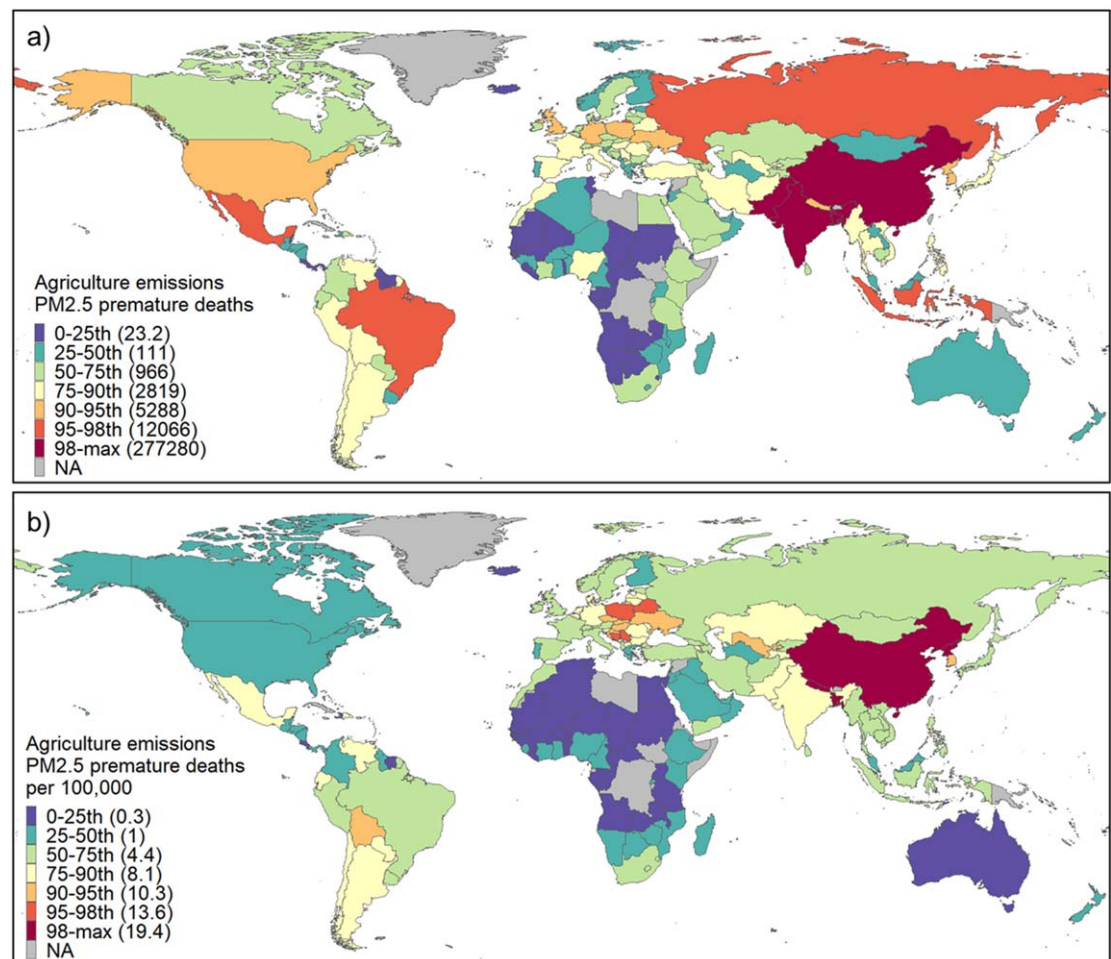 a)
Agriculture emissions
PM2.5 premature deaths
0-25th (23.2)
25-50th (111)
50-75th (966)
75-90th (2819)
90-95th (5288)
95-98th (12066)
98-max (277280)
NA
b)
Agriculture emissions
PM2.5 premature deaths
per 100,000
0-25th (0.3)
25-50th (1)
50-75th (4.4)
75-90th (8.1)
90-95th (10.3)
95-98th (13.6)
98-max (19.4)
NA